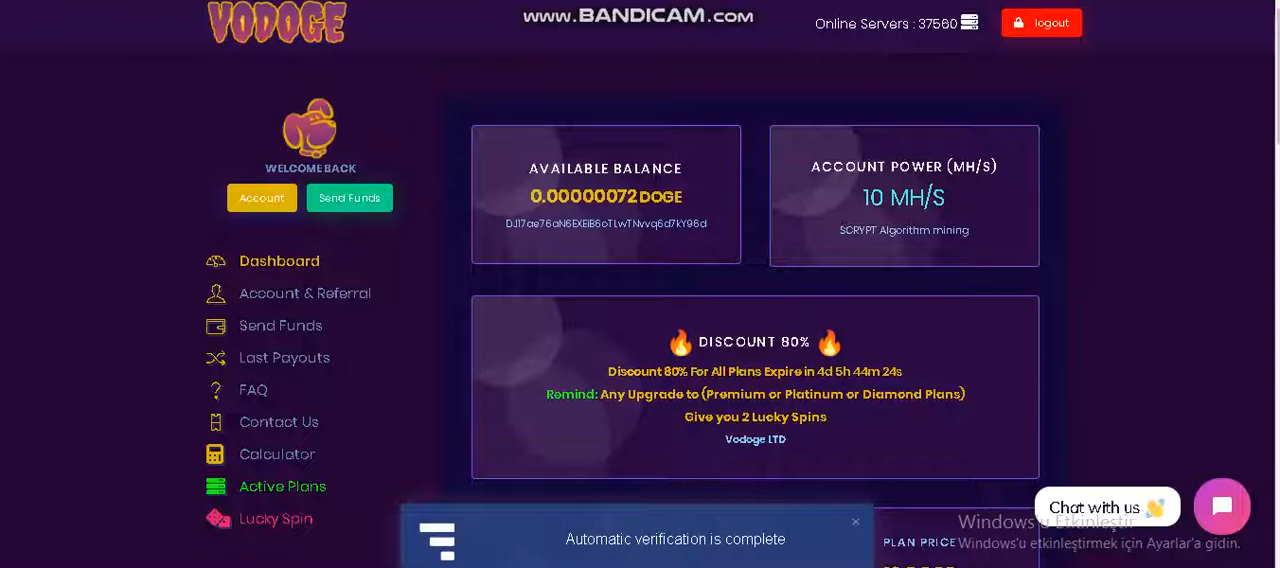 VODOGE
WWW.BANDICAM.COM
Online Servers : 37560
logout
WELCOME BACK
Account
Send Funds
Dashboard
Account & Referral
Send Funds
Last Payouts
FAQ
Contact Us
Calculator
Active Plans
Lucky Spin
AVAILABLE BALANCE
0.00000072 DOGE
DJ17ae76aN6EXEiB6oTLwTNvvq6d7kY96d
ACCOUNT POWER (MH/S)
10 MH/S
SCRYPT Algorithm mining
DISCOUNT 80%
Discount 80% For All Plans Expire in 4d 5h 44m 24s
Remind: Any Upgrade to (Premium or Platinum or Diamond Plans)
Give you 2 Lucky Spins
Vodoge LTD
Automatic verification is complete
×
PLAN PRICE
Chat with us
Windows'u Etkinleştir
Windows'u etkinleştirmek için Ayarlar'a gidin.